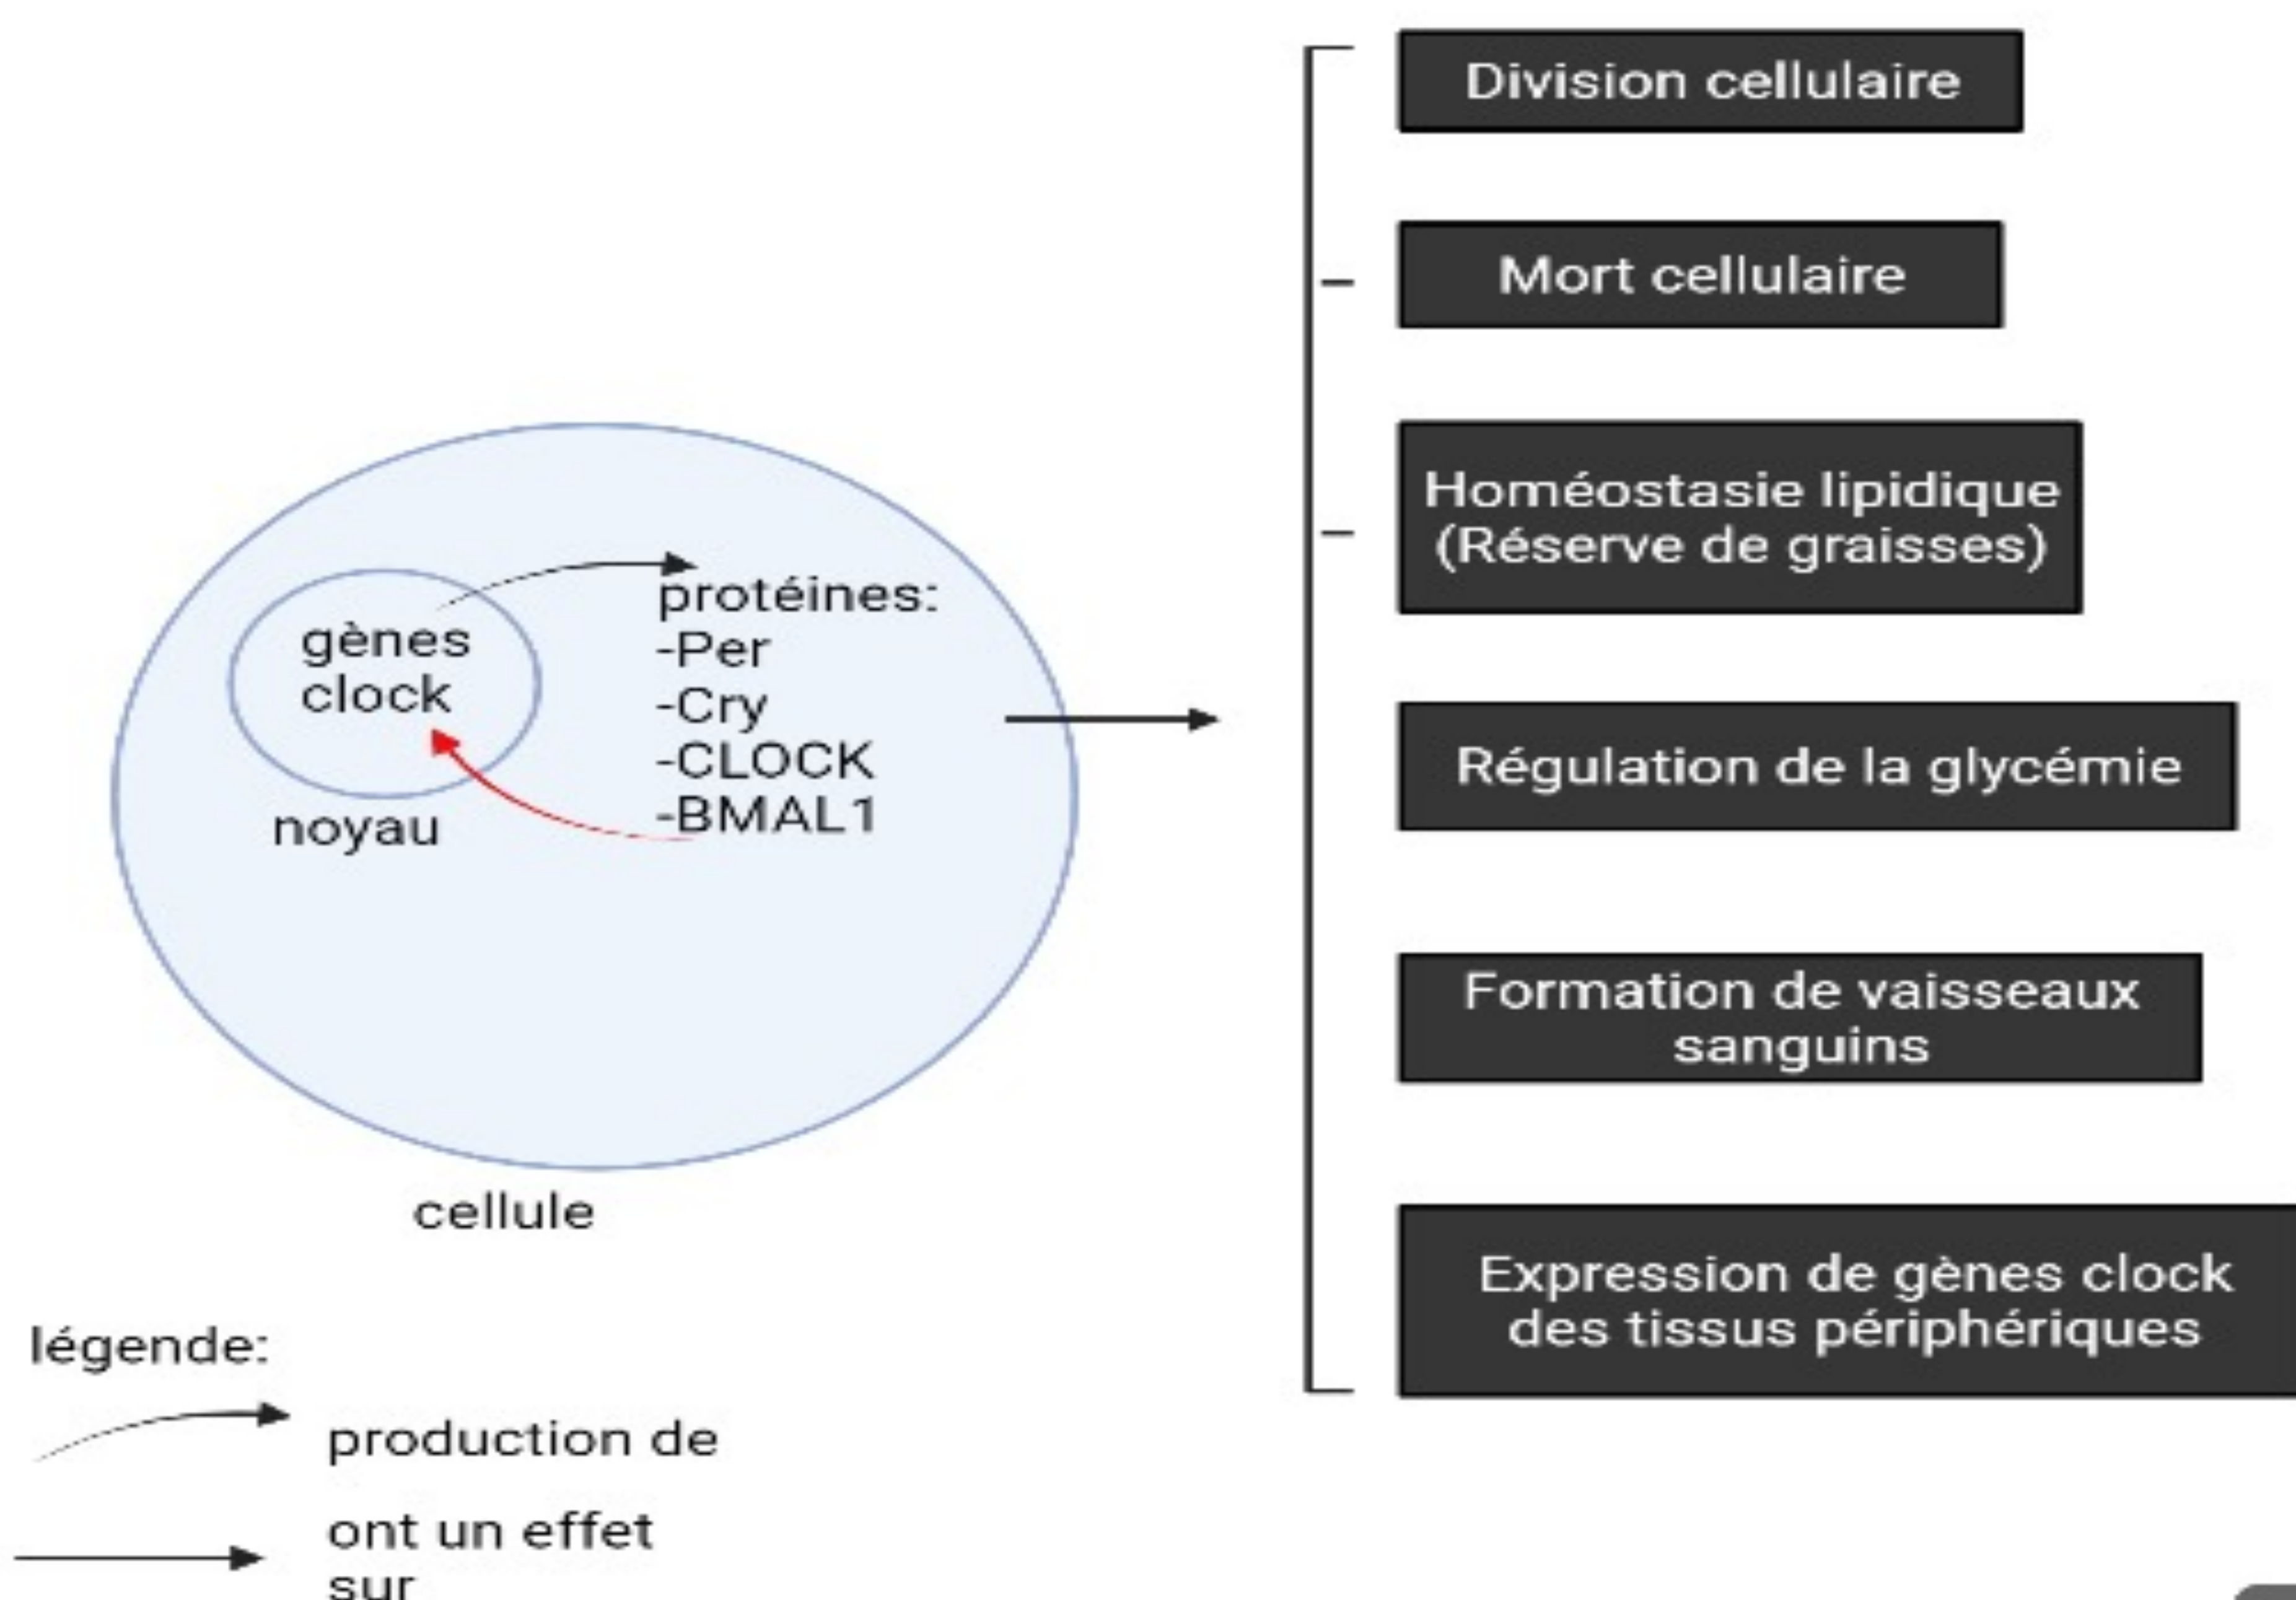 Division cellulaire
Mort cellulaire
Homéostasie lipidique
(Réserve de graisses)
Régulation de la glycémie
Formation de vaisseaux
sanguins
Expression de gènes clock
des tissus périphériques
gènes
clock
noyau
protéines:
-Per
-Cry
-CLOCK
-BMAL1
cellule
légende:
production de
ont un effet
sur